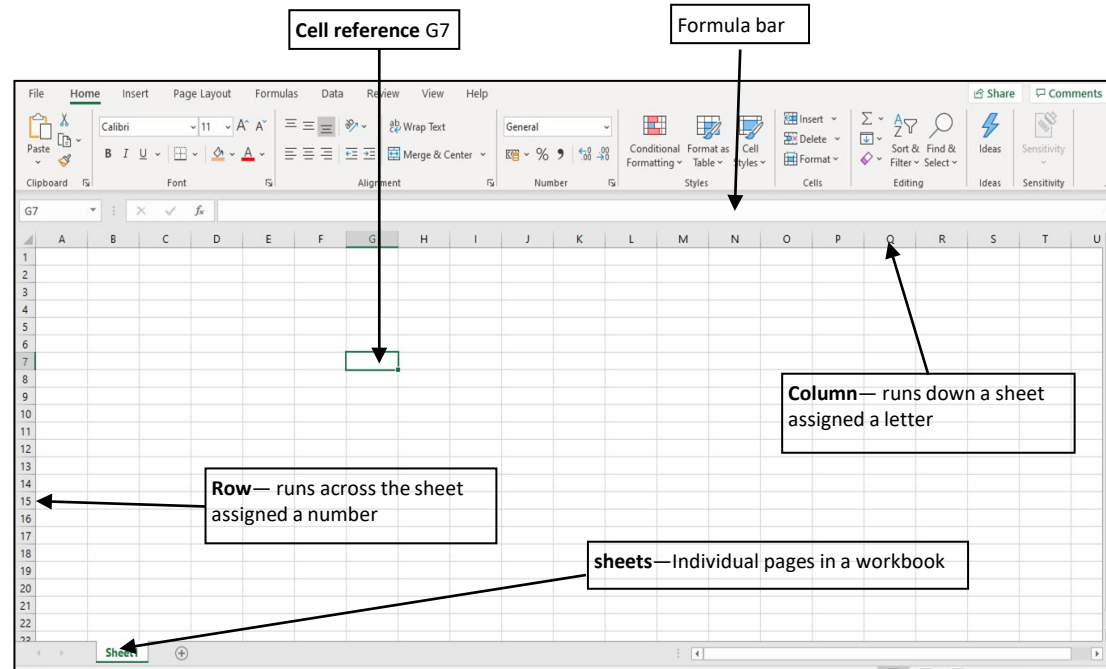 Cell reference G7
Formula bar
File Home Insert Page Layout Formulas Data Review View Help Share Comments
Calibri 11 A^ A˅ Wrap Text General Insert Σ
Paste B I U A Merge & Center % 9 .00 Conditional Formatting Format as Table Cell Styles Delete Format Sort & Filter Find & Select Ideas Sensitivity
Clipboard Font Alignment Number Styles Cells Editing Ideas Sensitivity
G7 fx
A B C D E F G H I J K L M N O P Q R S T U
1
2
3
4
5
6
7
8
9
Column— runs down a sheet
assigned a letter
10
11
12
13
14
Row— runs across the sheet
assigned a number
15
16
17
18
sheets—Individual pages in a workbook
19
20
21
22
23
Sheet1